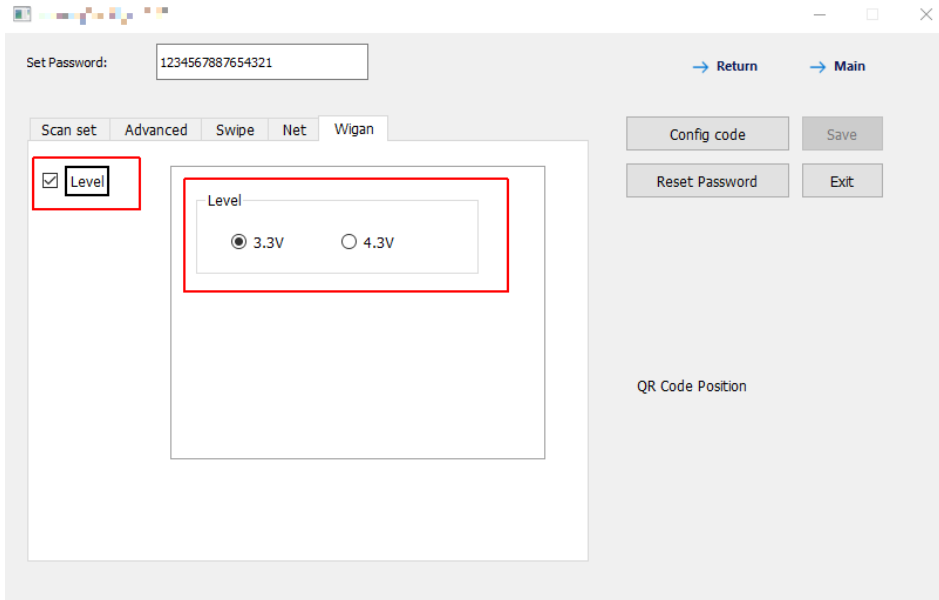 Set Password: 1234567887654321
Return Main
Scan set Advanced Swipe Net Wigan
Config code Save
Level
Reset Password Exit
Level
3.3V 4.3V
QR Code Position